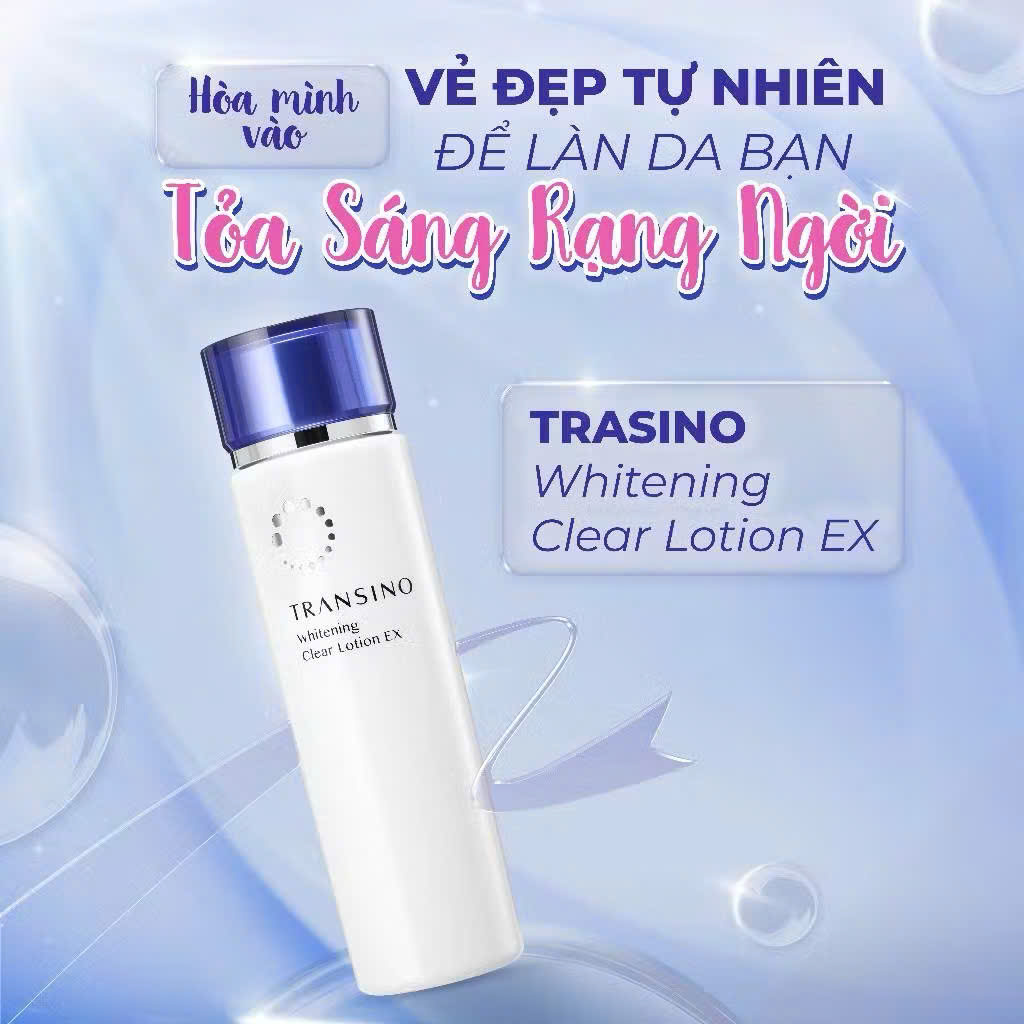 Hòa mình
vào
VẺ ĐẸP TỰ NHIÊN
ĐỂ LÀN DA BẠN
Tỏa Sáng Rạng Ngời
TRASINO
Whitening
Clear Lotion EX
TRANSINO
Whitening
Clear Lotion EX